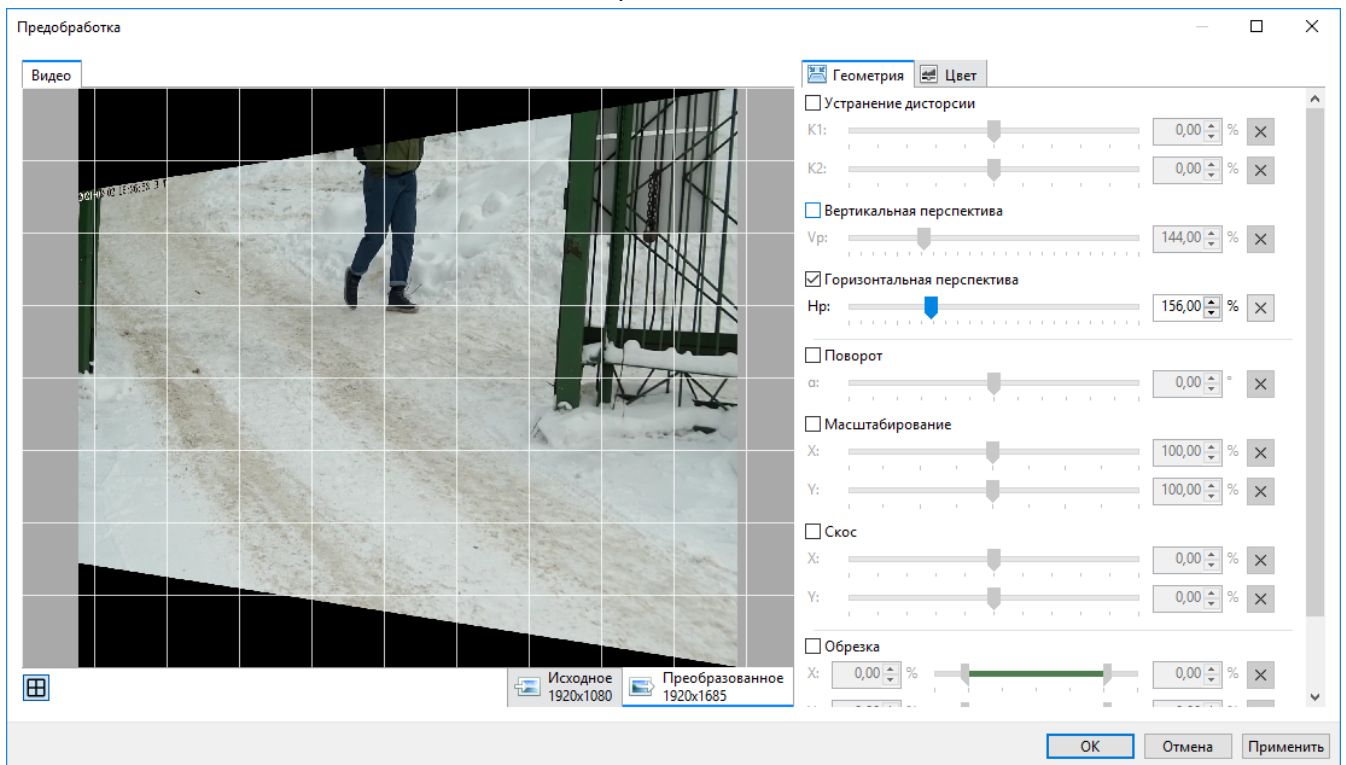 Предобработка
Видео
Геометрия Цвет
Устранение дисторсии
K1: 0,00 %
K2: 0,00 %
Вертикальная перспектива
Vp: 144,00 %
Горизонтальная перспектива
Hp: 156,00 %
Поворот
α: 0,00 °
Масштабирование
X: 100,00 %
Y: 100,00 %
Скос
X: 0,00 %
Y: 0,00 %
Обрезка
X: 0,00 % 0,00 %
Исходное
1920x1080
Преобразованное
1920x1685
OK Отмена Применить